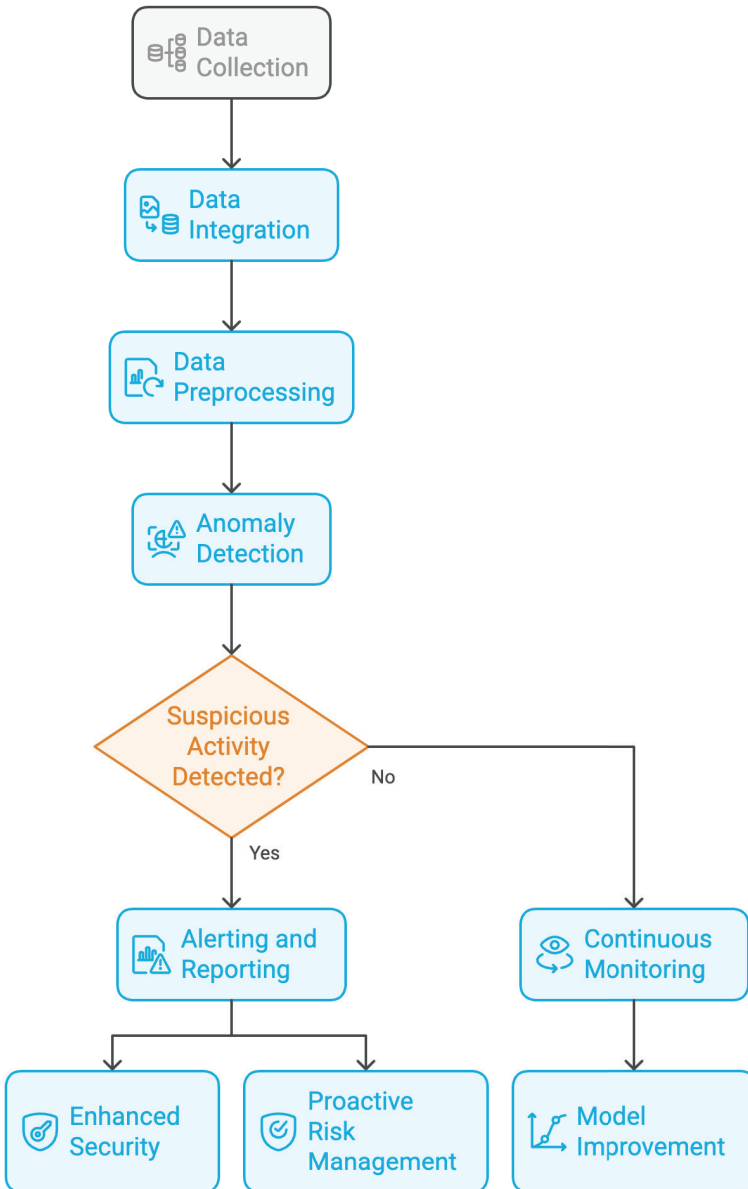 Data
Collection
Data
Integration
Data
Preprocessing
Anomaly
Detection
Suspicious
Activity
Detected?
No
Yes
Alerting and
Reporting
Continuous
Monitoring
Enhanced
Security
Proactive
Risk
Management
Model
Improvement